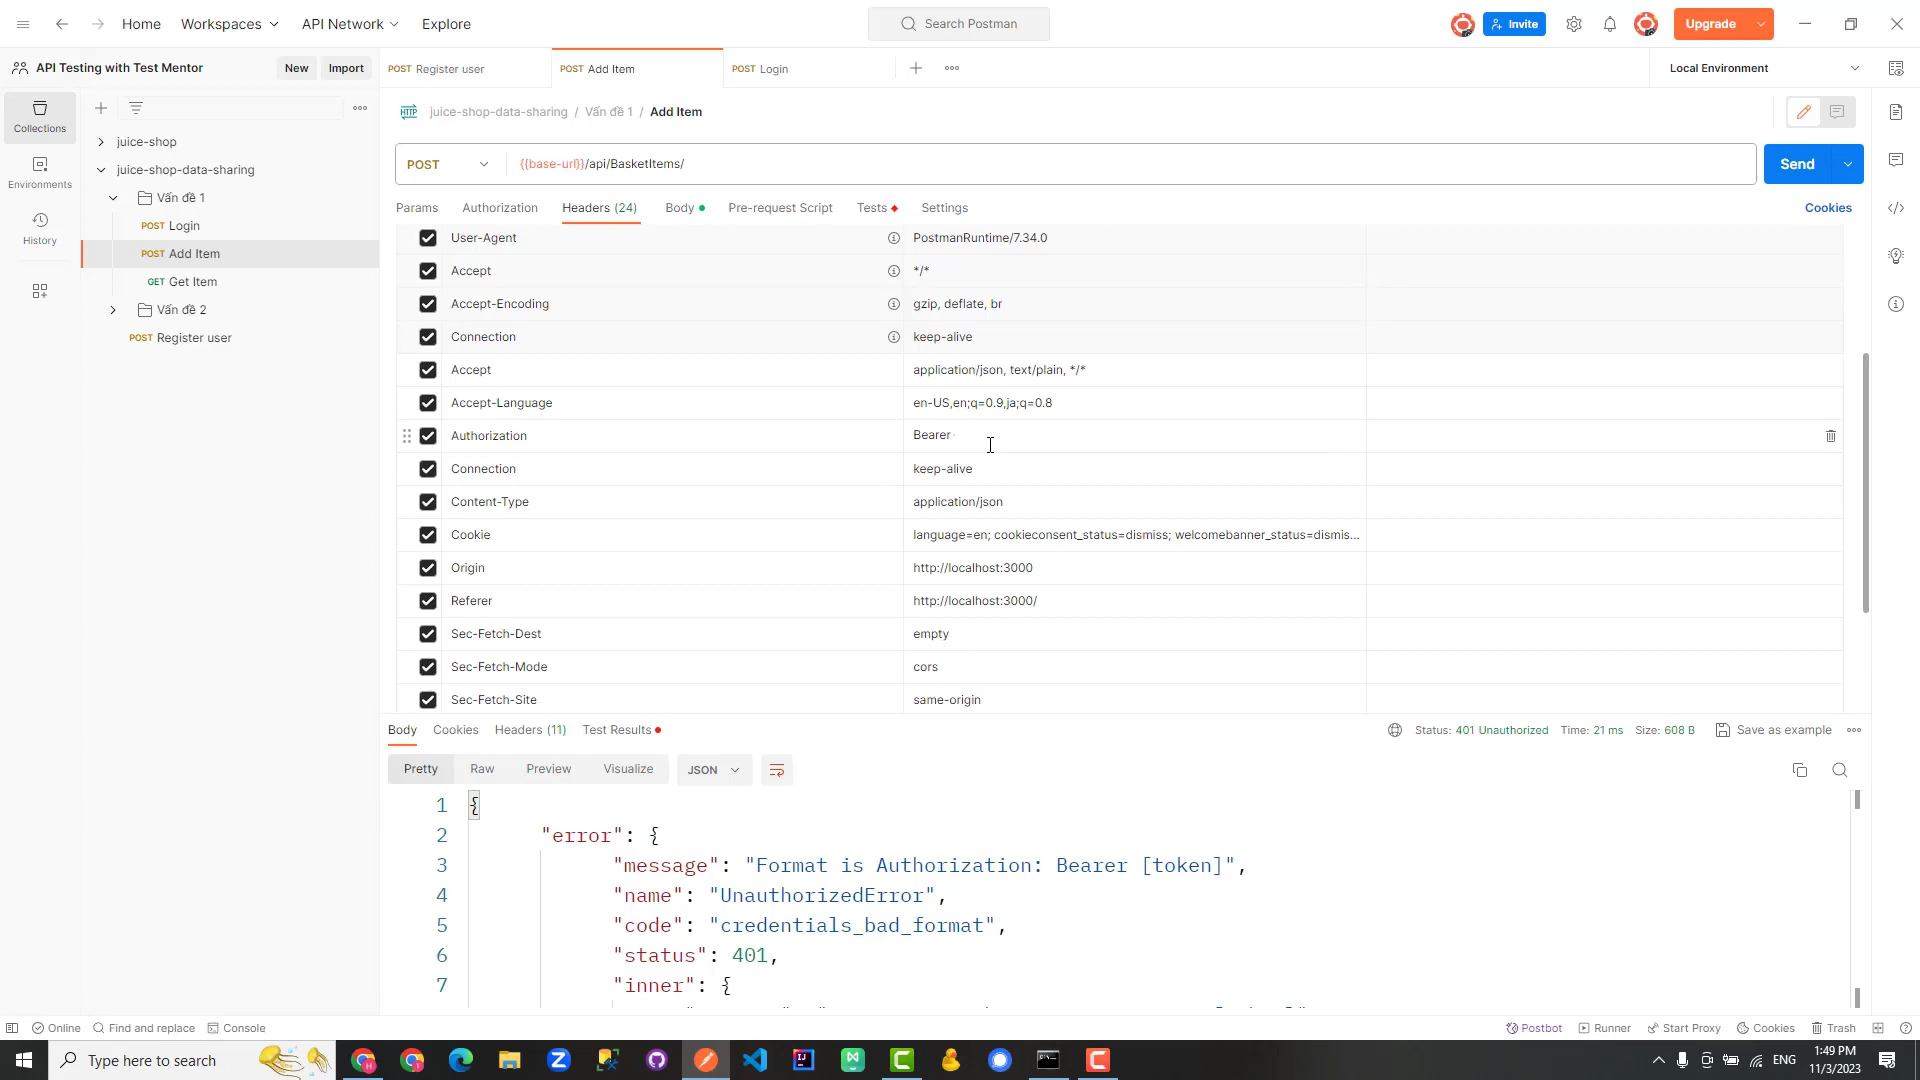 Home Workspaces API Network Explore Search Postman Invite Upgrade
API Testing with Test Mentor New Import POST Register user POST Add Item POST Login Local Environment
Collections
Environments
History
juice-shop
juice-shop-data-sharing
Vấn đề 1
POST Login
POST Add Item
GET Get Item
Vấn đề 2
POST Register user
HTTP juice-shop-data-sharing / Vấn đề 1 / Add Item
POST {{base-url}}/api/BasketItems/ Send
Params Authorization Headers (24) Body Pre-request Script Tests Settings Cookies
User-Agent PostmanRuntime/7.34.0
Accept */*
Accept-Encoding gzip, deflate, br
Connection keep-alive
Accept application/json, text/plain, */*
Accept-Language en-US,en;q=0.9,ja;q=0.8
Authorization Bearer
Connection keep-alive
Content-Type application/json
Cookie language=en; cookieconsent_status=dismiss; welcomebanner_status=dismis...
Origin http://localhost:3000
Referer http://localhost:3000/
Sec-Fetch-Dest empty
Sec-Fetch-Mode cors
Sec-Fetch-Site same-origin
Body Cookies Headers (11) Test Results Status: 401 Unauthorized Time: 21 ms Size: 608 B Save as example
Pretty Raw Preview Visualize JSON
1 {
2 "error": {
3 "message": "Format is Authorization: Bearer [token]",
4 "name": "UnauthorizedError",
5 "code": "credentials_bad_format",
6 "status": 401,
7 "inner": {
Online Find and replace Console Postbot Runner Start Proxy Cookies Trash
Type here to search ENG 1:49 PM
11/3/2023